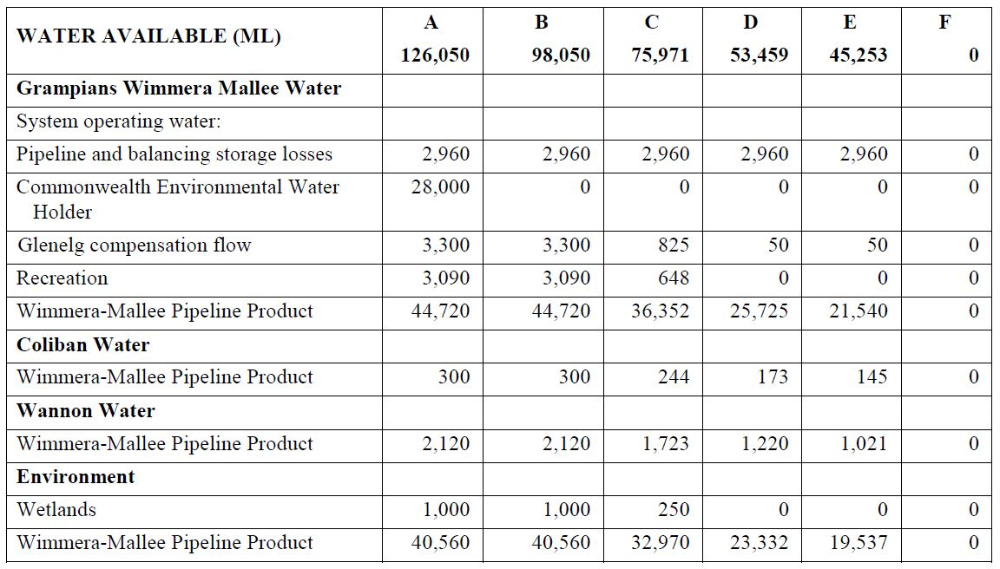 WATER AVAILABLE (ML) A B C D E F
126,050 98,050 75,971 53,459 45,253 0
Grampians Wimmera Mallee Water
System operating water:
Pipeline and balancing storage losses 2,960 2,960 2,960 2,960 2,960 0
Commonwealth Environmental Water 28,000 0 0 0 0 0
Holder
Glenelg compensation flow 3,300 3,300 825 50 50 0
Recreation 3,090 3,090 648 0 0 0
Wimmera-Mallee Pipeline Product 44,720 44,720 36,352 25,725 21,540 0
Coliban Water
Wimmera-Mallee Pipeline Product 300 300 244 173 145 0
Wannon Water
Wimmera-Mallee Pipeline Product 2,120 2,120 1,723 1,220 1,021 0
Environment
Wetlands 1,000 1,000 250 0 0 0
Wimmera-Mallee Pipeline Product 40,560 40,560 32,970 23,332 19,537 0